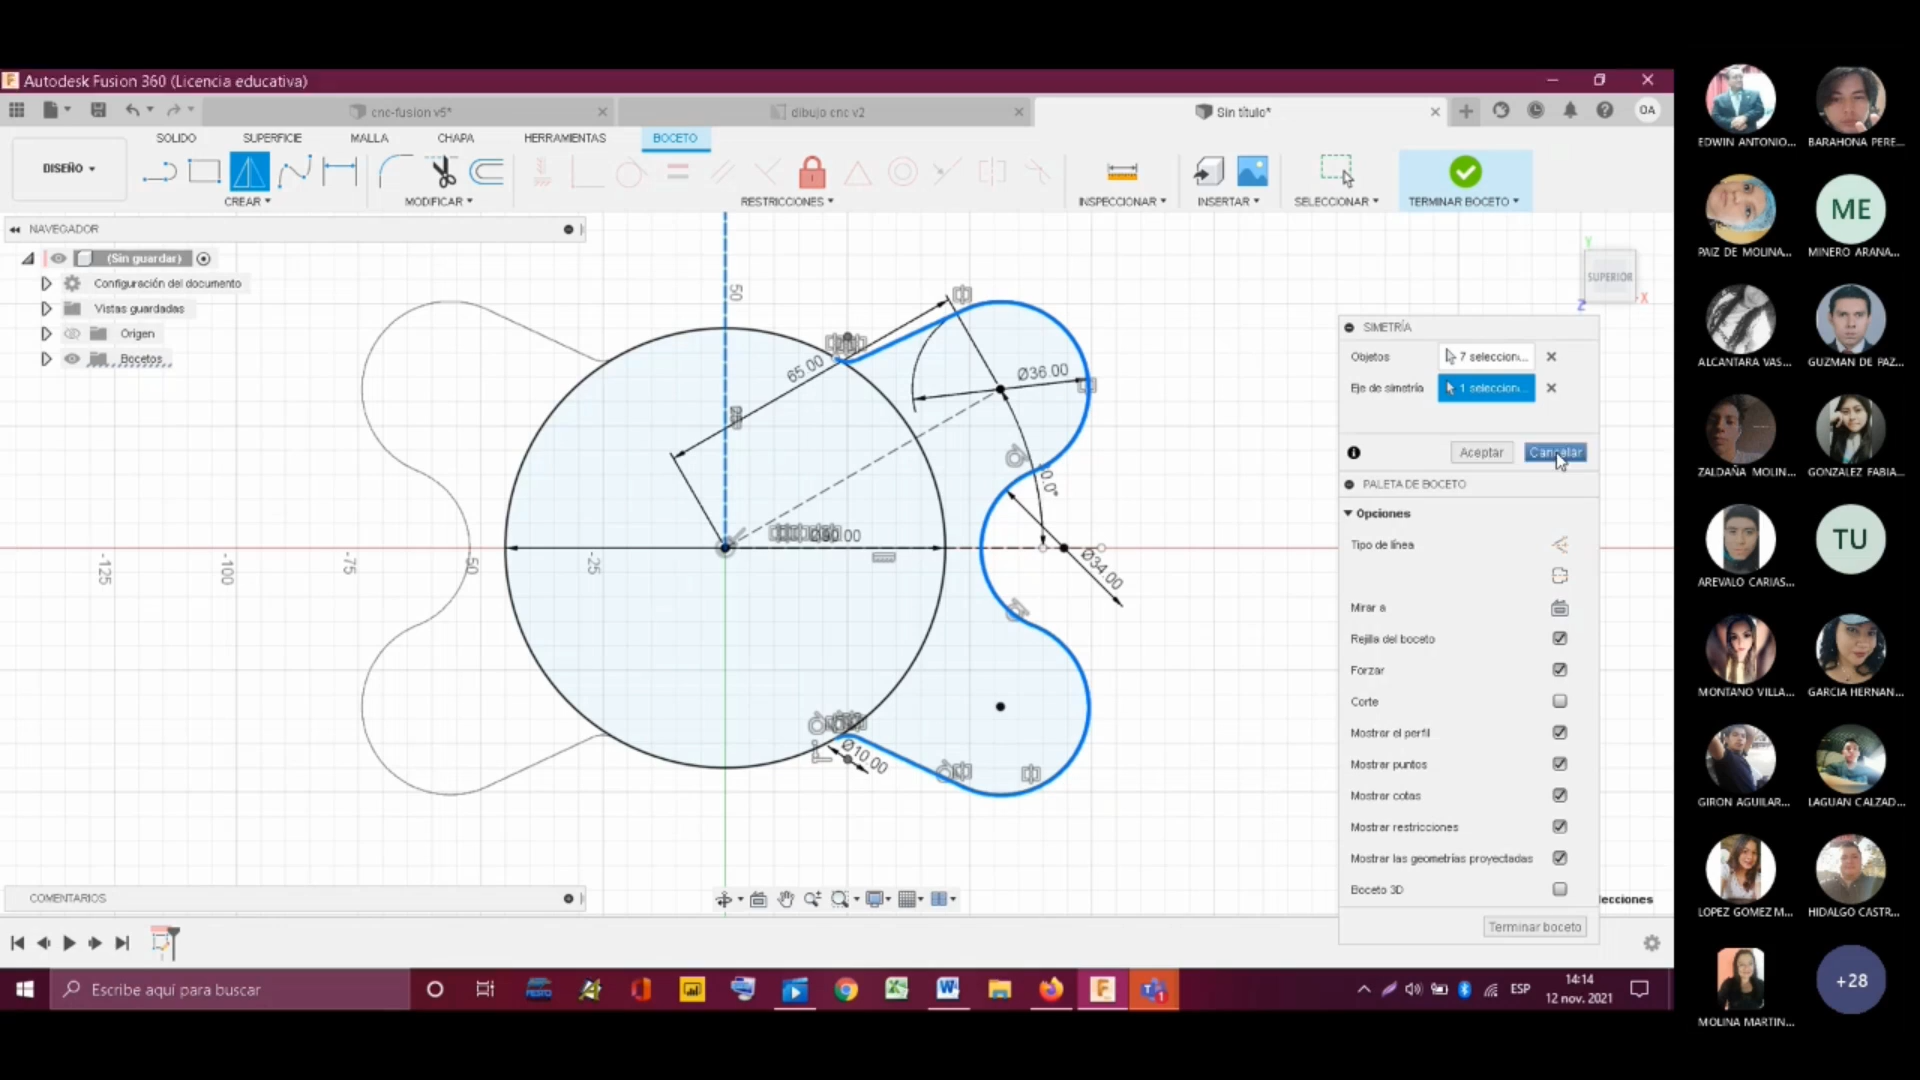 Autodesk Fusion 360 (Licencia educativa)
cnc-fusion v5*
dibujo cnc v2
Sin título*
OA
SOLIDO
SUPERFICIE
MALLA
CHAPA
HERRAMIENTAS
BOCETO
DISEÑO
CREAR
MODIFICAR
RESTRICCIONES
INSPECCIONAR
INSERTAR
SELECCIONAR
TERMINAR BOCETO
NAVEGADOR
(Sin guardar)
Configuración del documento
Vistas guardadas
Origen
Bocetos
50
65.00
Ø36.00
Ø34.00
Ø10.00
-125
-100
-75
-50
-25
Y
SUPERIOR
X
Z
SIMETRÍA
Objetos
7 seleccion...
Eje de simetría
1 seleccion...
Aceptar
Cancelar
PALETA DE BOCETO
Opciones
Tipo de línea
Mirar a
Rejilla del boceto
Forzar
Corte
Mostrar el perfil
Mostrar puntos
Mostrar cotas
Mostrar restricciones
Mostrar las geometrías proyectadas
Boceto 3D
Terminar boceto
lecciones
COMENTARIOS
Escribe aquí para buscar
ESP
14:14
12 nov. 2021
EDWIN ANTONIO...
BARAHONA PERE...
PAIZ DE MOLINA...
ME
MINERO ARANA...
ALCANTARA VAS...
GUZMAN DE PAZ...
ZALDAÑA MOLIN...
GONZALEZ FABIA...
AREVALO CARIAS...
TU
MONTANO VILLA...
GARCIA HERNAN...
GIRON AGUILAR...
LAGUAN CALZAD...
LOPEZ GOMEZ M...
HIDALGO CASTR...
MOLINA MARTIN...
+28